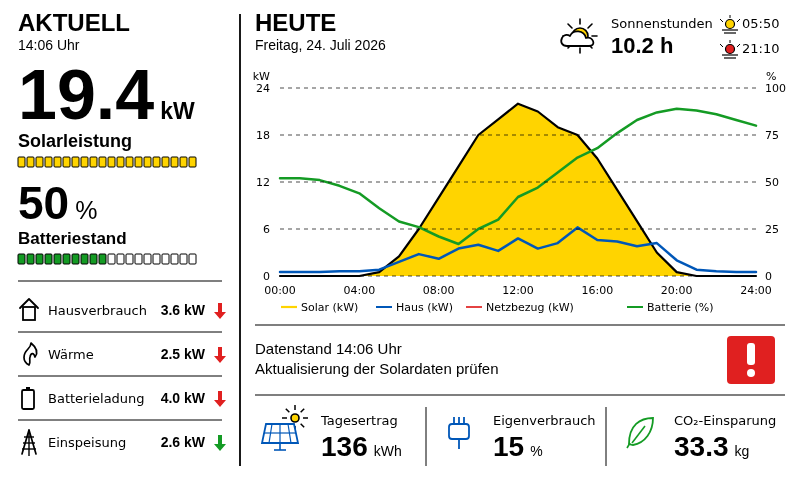 AKTUELL
14:06 Uhr
19.4 kW
Solarleistung
50 %
Batteriestand
Hausverbrauch 3.6 kW
Wärme 2.5 kW
Batterieladung 4.0 kW
Einspeisung 2.6 kW
HEUTE
Freitag, 24. Juli 2026
Sonnenstunden
10.2 h
05:50
21:10
kW %
24 100
18 75
12 50
6 25
0 0
00:00 04:00 08:00 12:00 16:00 20:00 24:00
Solar (kW) Haus (kW) Netzbezug (kW) Batterie (%)
Datenstand 14:06 Uhr
Aktualisierung der Solardaten prüfen
!
Tagesertrag
136 kWh
Eigenverbrauch
15 %
CO₂-Einsparung
33.3 kg